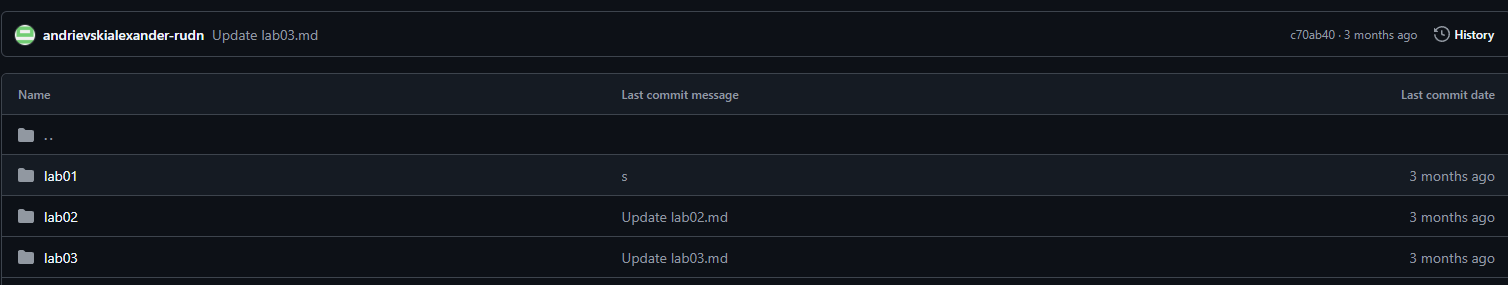 andrievskialexander-rudn Update lab03.md c70ab40 · 3 months ago History
Name Last commit message Last commit date
..
lab01 s 3 months ago
lab02 Update lab02.md 3 months ago
lab03 Update lab03.md 3 months ago